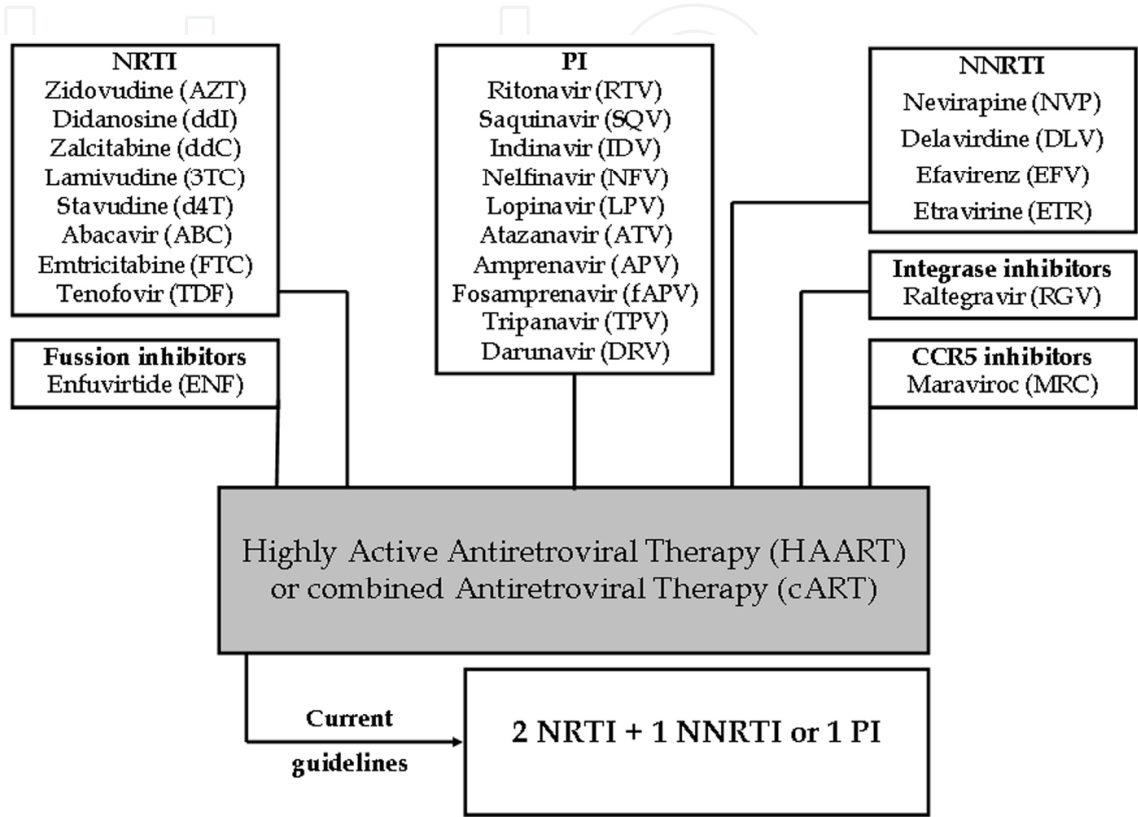 NRTI
Zidovudine (AZT)
Didanosine (ddI)
Zalcitabine (ddC)
Lamivudine (3TC)
Stavudine (d4T)
Abacavir (ABC)
Emtricitabine (FTC)
Tenofovir (TDF)
Fussion inhibitors
Enfuvirtide (ENF)
PI
Ritonavir (RTV)
Saquinavir (SQV)
Indinavir (IDV)
Nelfinavir (NFV)
Lopinavir (LPV)
Atazanavir (ATV)
Amprenavir (APV)
Fosamprenavir (fAPV)
Tripanavir (TPV)
Darunavir (DRV)
NNRTI
Nevirapine (NVP)
Delavirdine (DLV)
Efavirenz (EFV)
Etravirine (ETR)
Integrase inhibitors
Raltegravir (RGV)
CCR5 inhibitors
Maraviroc (MRC)
Highly Active Antiretroviral Therapy (HAART)
or combined Antiretroviral Therapy (cART)
Current
guidelines
2 NRTI + 1 NNRTI or 1 PI